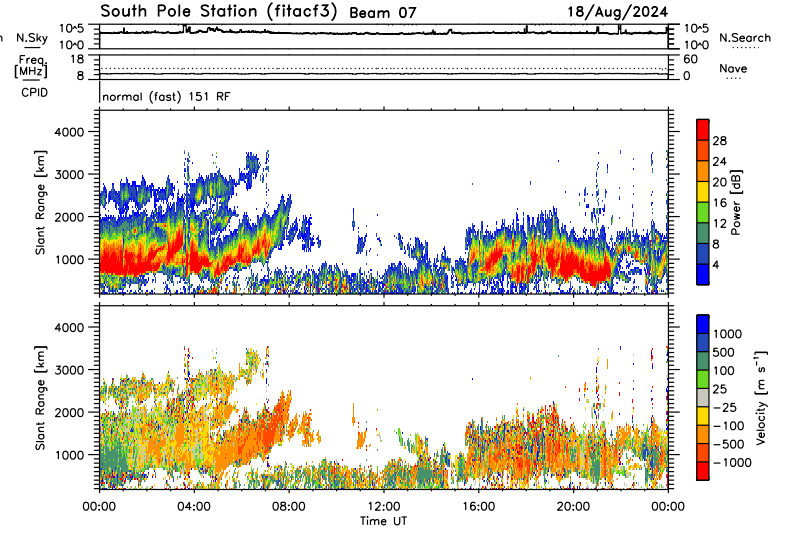 South Pole Station (fitacf3) Beam 07 18/Aug/2024
N.Sky 10^5 10^0 10^5 10^0 N.Search
Freq. [MHz] 18 8 60 0 Nave
CPID normal (fast) 151 RF
Slant Range [km] 4000 3000 2000 1000
Power [dB] 28 24 20 16 12 8 4
Slant Range [km] 4000 3000 2000 1000
Velocity [m s⁻¹] 1000 500 100 25 −25 −100 −500 −1000
00:00 04:00 08:00 12:00 16:00 20:00 00:00
Time UT